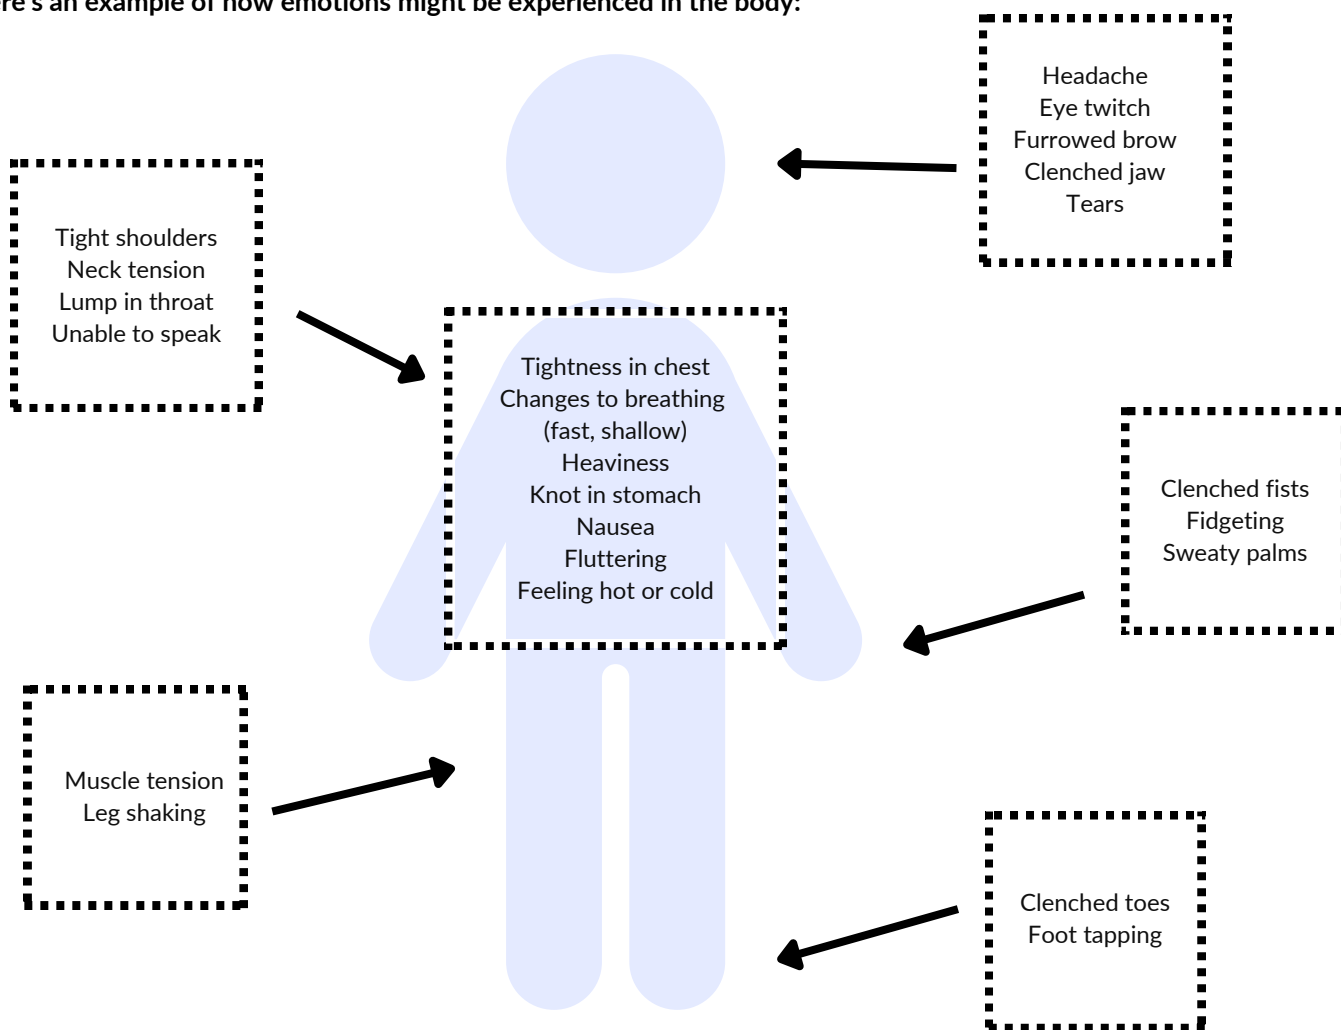 here's an example of how emotions might be experienced in the body:
Headache
Eye twitch
Furrowed brow
Clenched jaw
Tears
Tight shoulders
Neck tension
Lump in throat
Unable to speak
Tightness in chest
Changes to breathing
(fast, shallow)
Heaviness
Knot in stomach
Nausea
Fluttering
Feeling hot or cold
Clenched fists
Fidgeting
Sweaty palms
Muscle tension
Leg shaking
Clenched toes
Foot tapping